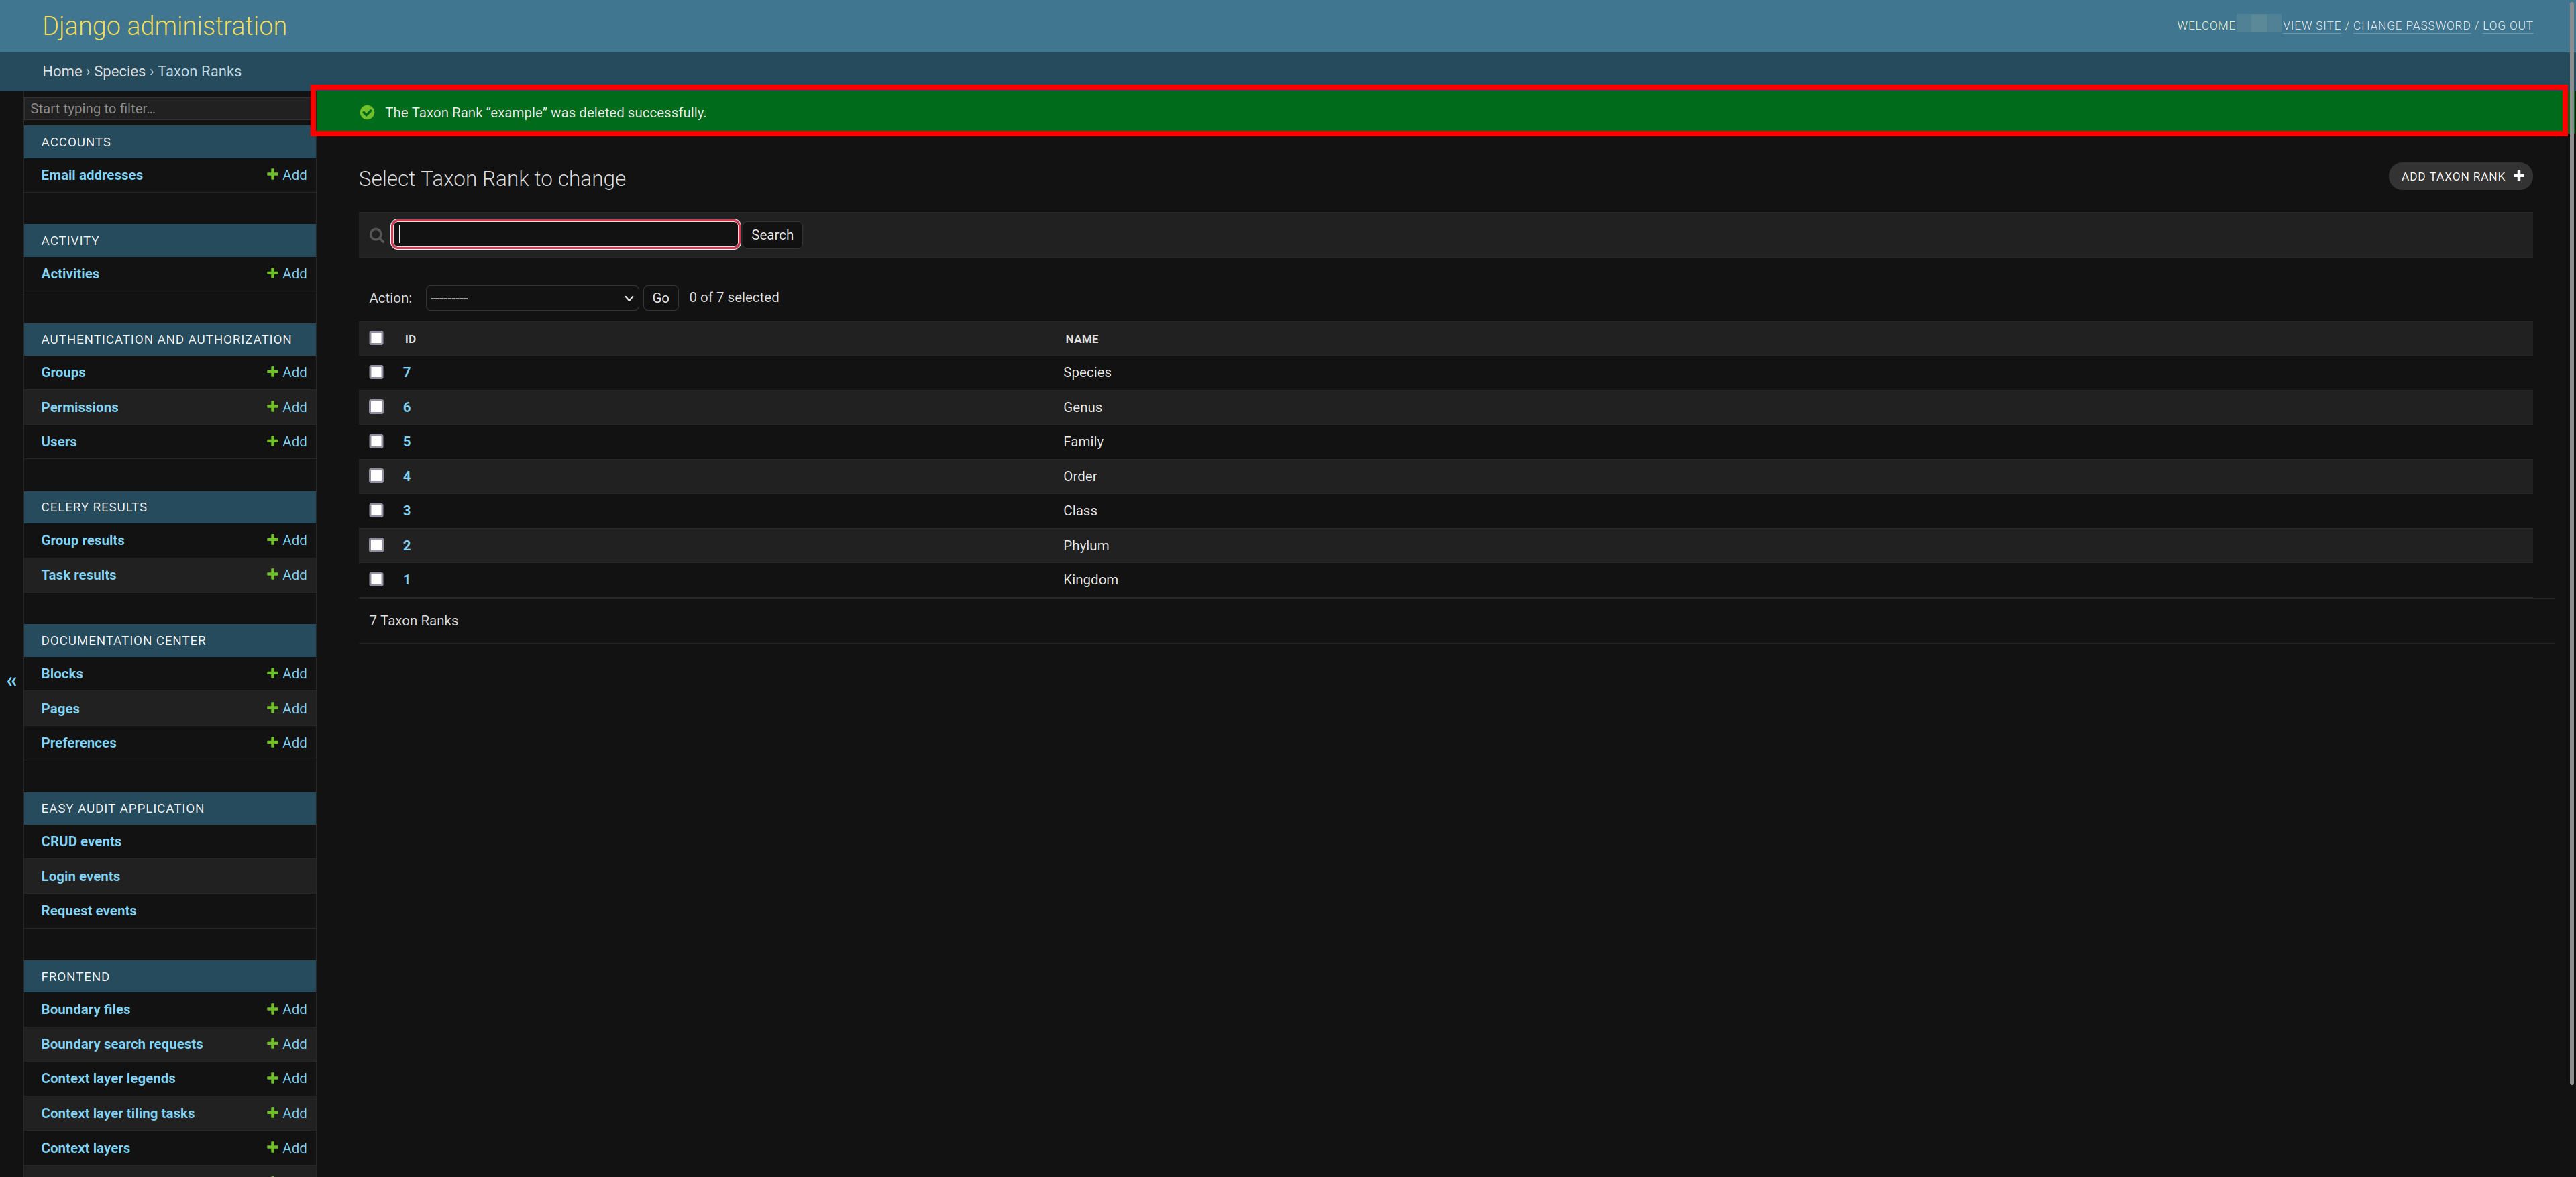 Django administration
WELCOME VIEW SITE / CHANGE PASSWORD / LOG OUT
Home › Species › Taxon Ranks
Start typing to filter...
ACCOUNTS
Email addresses Add
ACTIVITY
Activities Add
AUTHENTICATION AND AUTHORIZATION
Groups Add
Permissions Add
Users Add
CELERY RESULTS
Group results Add
Task results Add
DOCUMENTATION CENTER
Blocks Add
Pages Add
Preferences Add
EASY AUDIT APPLICATION
CRUD events
Login events
Request events
FRONTEND
Boundary files Add
Boundary search requests Add
Context layer legends Add
Context layer tiling tasks Add
Context layers Add
«
The Taxon Rank “example” was deleted successfully.
Select Taxon Rank to change
ADD TAXON RANK
Search
Action: --------- Go 0 of 7 selected
ID NAME
7 Species
6 Genus
5 Family
4 Order
3 Class
2 Phylum
1 Kingdom
7 Taxon Ranks